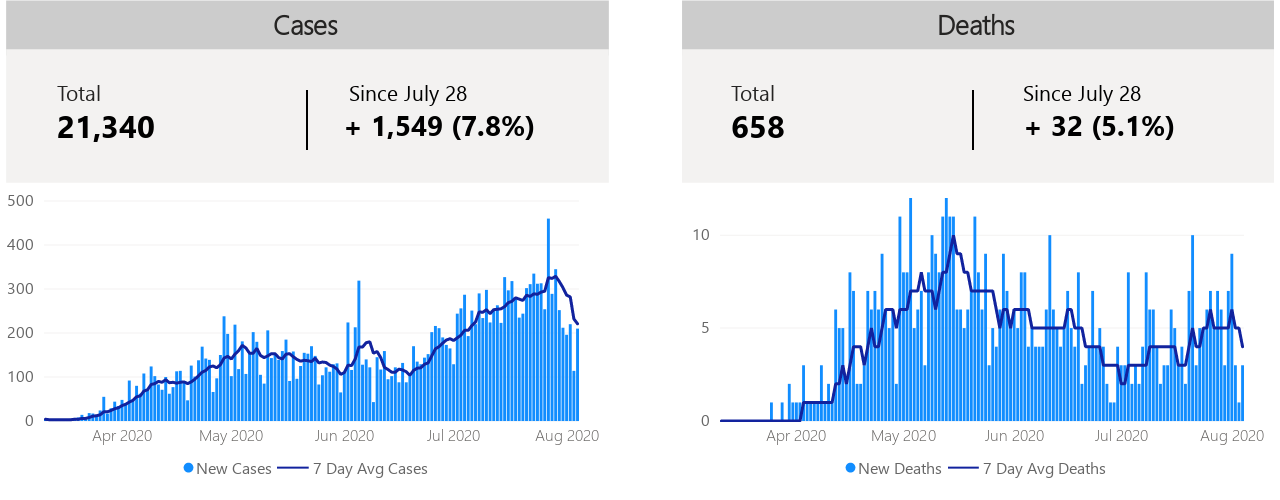 Cases
Total
21,340
Since July 28
+ 1,549 (7.8%)
500
400
300
200
100
0
Apr 2020
May 2020
Jun 2020
Jul 2020
Aug 2020
New Cases
7 Day Avg Cases
Deaths
Total
658
Since July 28
+ 32 (5.1%)
10
5
0
Apr 2020
May 2020
Jun 2020
Jul 2020
Aug 2020
New Deaths
7 Day Avg Deaths